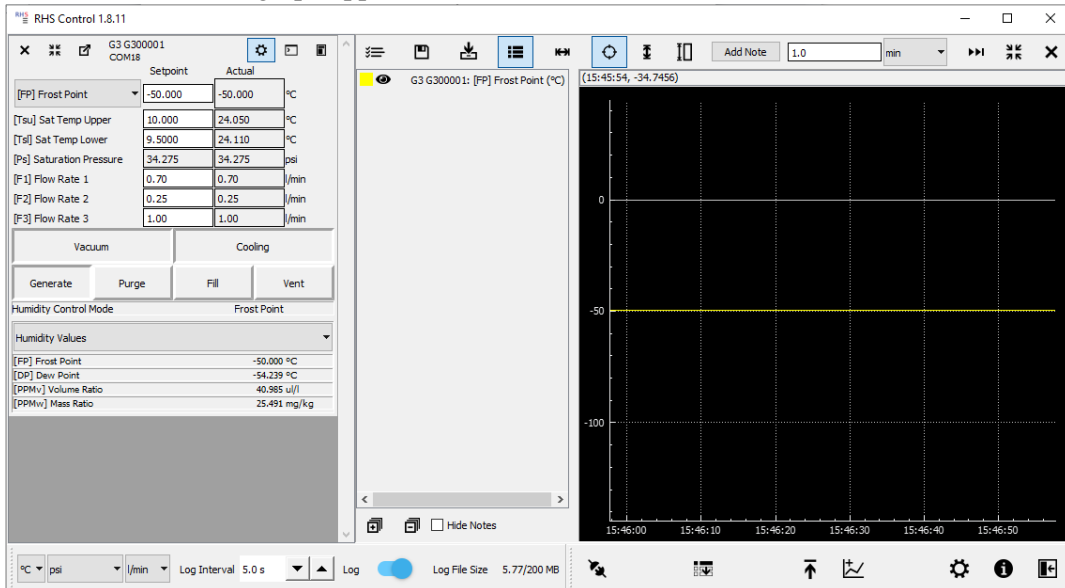 RHS Control 1.8.11
G3 G300001
COM18
Setpoint Actual
[FP] Frost Point -50.000 -50.000 °C
[Tsu] Sat Temp Upper 10.000 24.050 °C
[Tsl] Sat Temp Lower 9.5000 24.110 °C
[Ps] Saturation Pressure 34.275 34.275 psi
[F1] Flow Rate 1 0.70 0.70 l/min
[F2] Flow Rate 2 0.25 0.25 l/min
[F3] Flow Rate 3 1.00 1.00 l/min
Vacuum Cooling
Generate Purge Fill Vent
Humidity Control Mode Frost Point
Humidity Values
[FP] Frost Point -50.000 °C
[DP] Dew Point -54.239 °C
[PPMv] Volume Ratio 40.985 ul/l
[PPMw] Mass Ratio 25.491 mg/kg
G3 G300001: [FP] Frost Point (°C)
Hide Notes
Add Note 1.0 min
(15:45:54, -34.7456)
0
-50
-100
15:46:00 15:46:10 15:46:20 15:46:30 15:46:40 15:46:50
°C psi l/min Log Interval 5.0 s Log Log File Size 5.77/200 MB